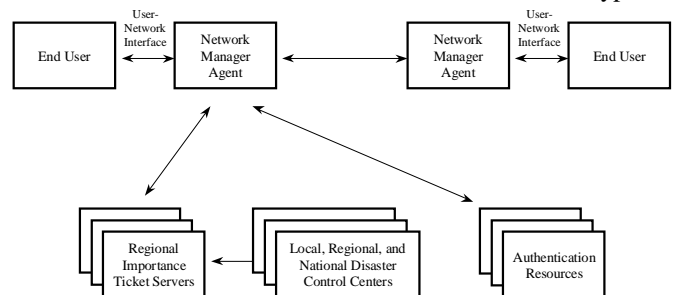 User-
Network
Interface
User-
Network
Interface
End User
Network
Manager
Agent
Network
Manager
Agent
End User
Regional
Importance
Ticket Servers
Local, Regional, and
National Disaster
Control Centers
Authentication
Resources